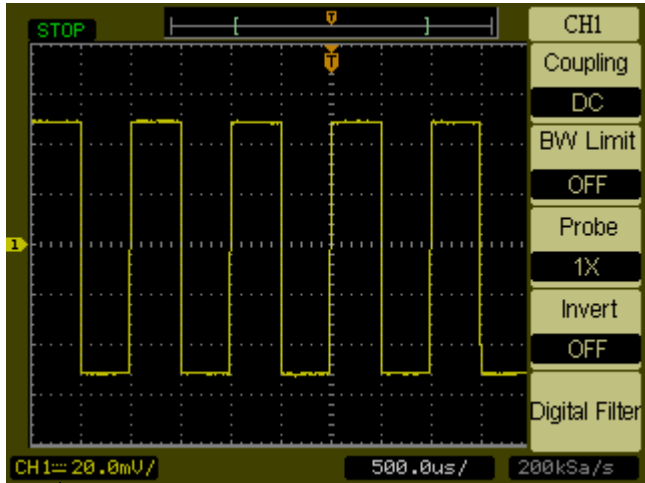 STOP
T
CH1
T
Coupling
DC
BW Limit
OFF
Probe
1
1X
Invert
OFF
Digital Filter
CH1 20.0mV/
500.0us/
200kSa/s